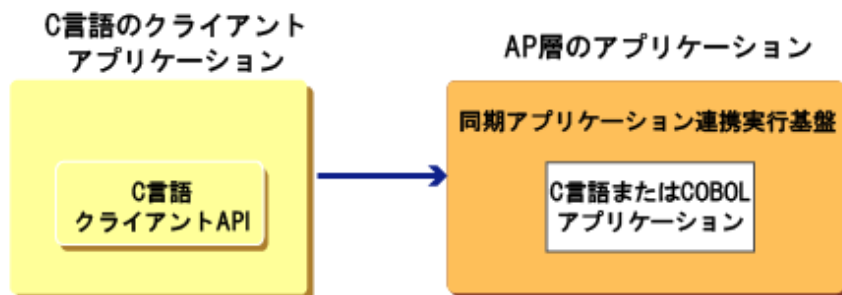 C言語のクライアント
アプリケーション
C言語
クライアントAPI
AP層のアプリケーション
同期アプリケーション連携実行基盤
C言語またはCOBOL
アプリケーション